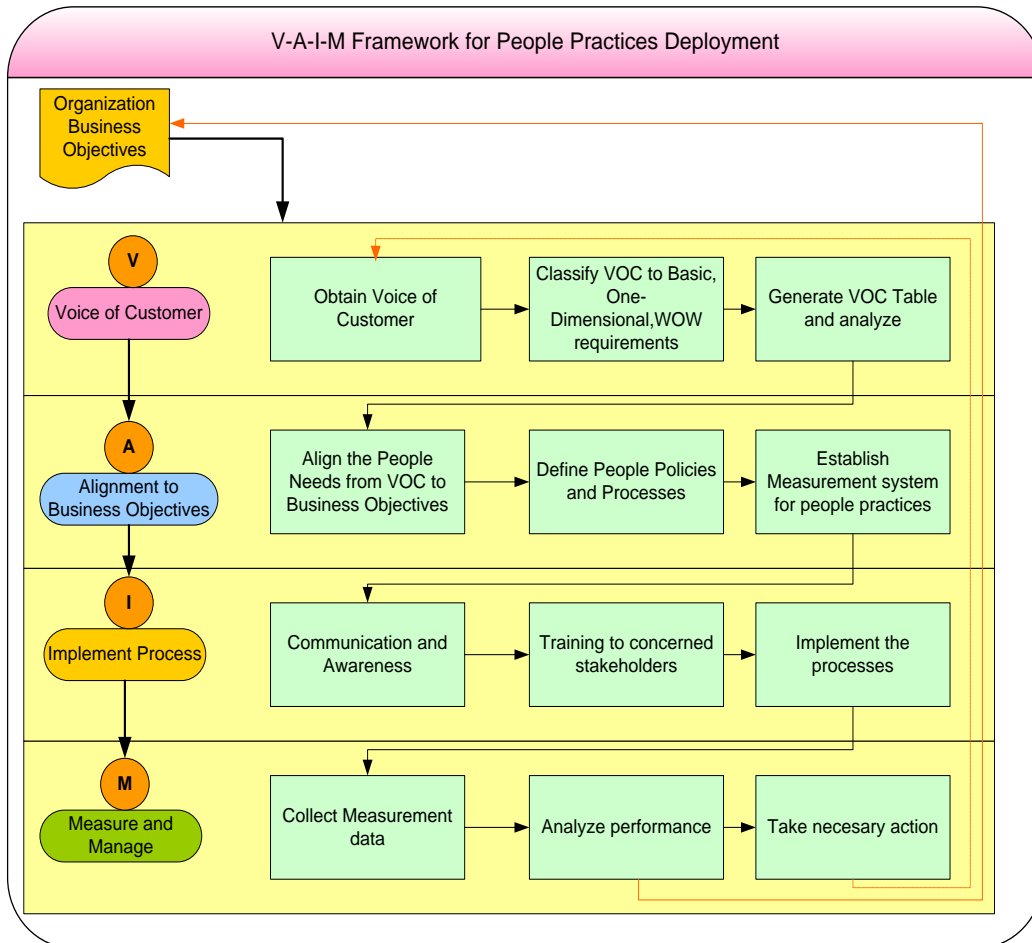 V-A-I-M Framework for People Practices Deployment
Organization
Business
Objectives
V
Voice of Customer
Obtain Voice of
Customer
Classify VOC to Basic,
One-
Dimensional,WOW
requirements
Generate VOC Table
and analyze
A
Alignment to
Business Objectives
Align the People
Needs from VOC to
Business Objectives
Define People Policies
and Processes
Establish
Measurement system
for people practices
I
Implement Process
Communication and
Awareness
Training to concerned
stakeholders
Implement the
processes
M
Measure and
Manage
Collect Measurement
data
Analyze performance
Take necesary action